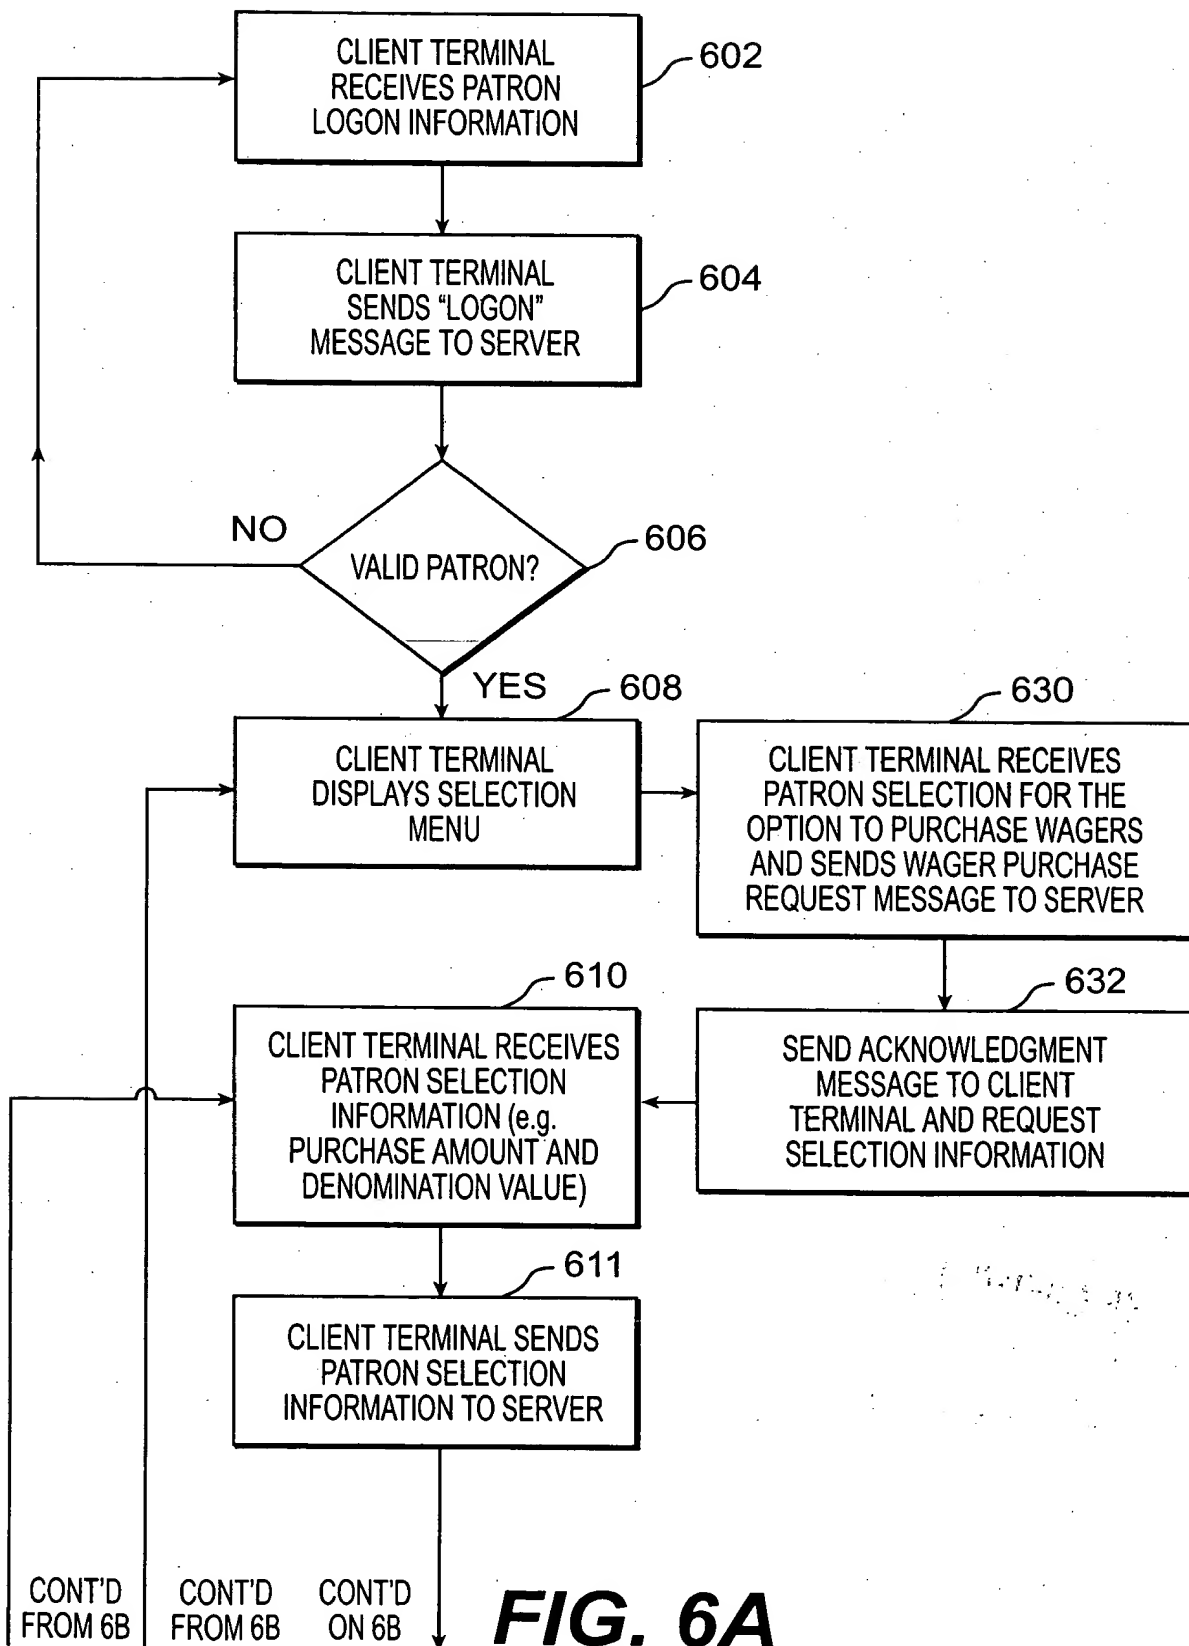 CLIENT TERMINAL
RECEIVES PATRON
LOGON INFORMATION
602
CLIENT TERMINAL
SENDS “LOGON”
MESSAGE TO SERVER
604
NO
VALID PATRON?
606
YES
608
CLIENT TERMINAL
DISPLAYS SELECTION
MENU
630
CLIENT TERMINAL RECEIVES
PATRON SELECTION FOR THE
OPTION TO PURCHASE WAGERS
AND SENDS WAGER PURCHASE
REQUEST MESSAGE TO SERVER
610
CLIENT TERMINAL RECEIVES
PATRON SELECTION
INFORMATION (e.g.
PURCHASE AMOUNT AND
DENOMINATION VALUE)
632
SEND ACKNOWLEDGMENT
MESSAGE TO CLIENT
TERMINAL AND REQUEST
SELECTION INFORMATION
611
CLIENT TERMINAL SENDS
PATRON SELECTION
INFORMATION TO SERVER
CONT'D
FROM 6B
CONT'D
FROM 6B
CONT'D
ON 6B
FIG. 6A